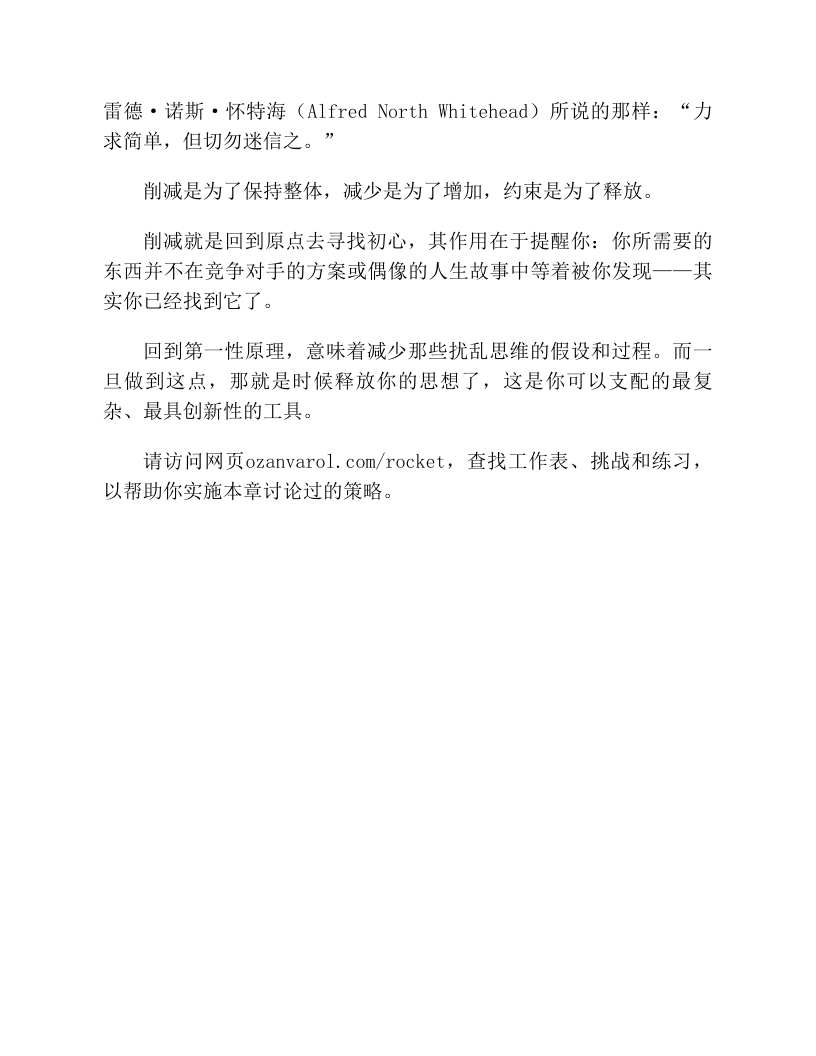 雷德·诺斯·怀特海（Alfred North Whitehead）所说的那样：“力
求简单，但切勿迷信之。”
削减是为了保持整体，减少是为了增加，约束是为了释放。
削减就是回到原点去寻找初心，其作用在于提醒你：你所需要的
东西并不在竞争对手的方案或偶像的人生故事中等着被你发现——其
实你已经找到它了。
回到第一性原理，意味着减少那些扰乱思维的假设和过程。而一
旦做到这点，那就是时候释放你的思想了，这是你可以支配的最复
杂、最具创新性的工具。
请访问网页ozanvarol.com/rocket，查找工作表、挑战和练习，
以帮助你实施本章讨论过的策略。